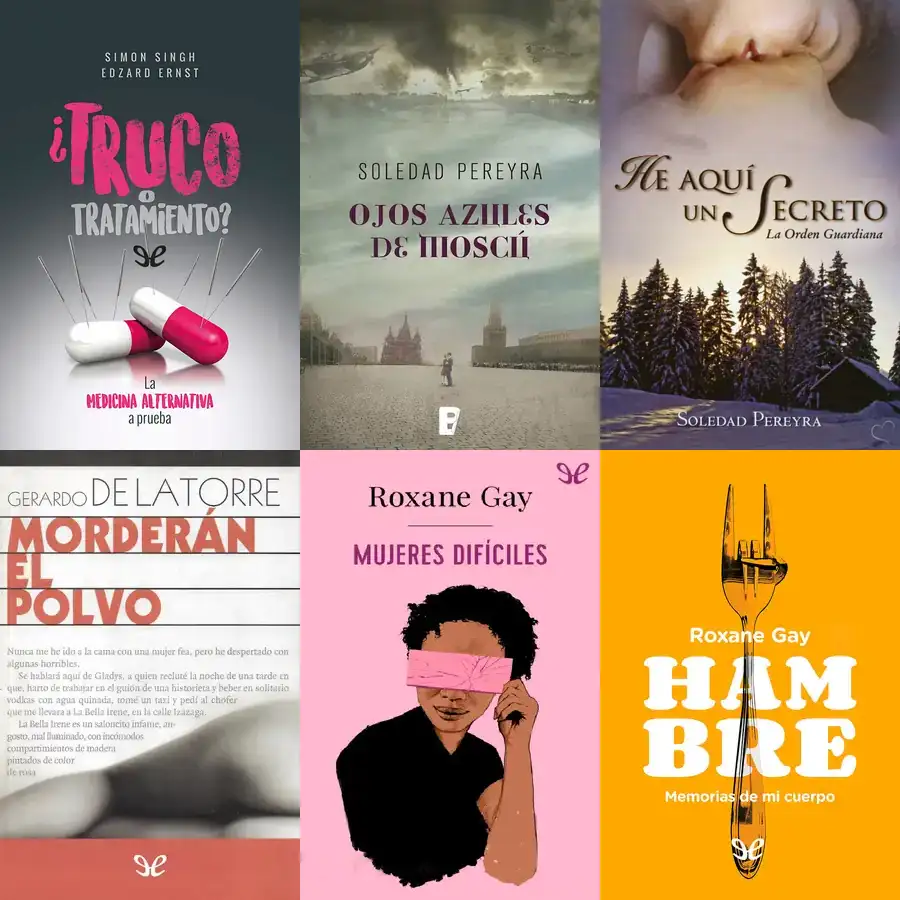 SIMON SINGH
EDZARD ERNST
¿TRUCO
O
TRATAMIENTO?
La
MEDICINA ALTERNATIVA
a prueba
SOLEDAD PEREYRA
OJOS AZULES
DE MOSCÚ
B
HE AQUÍ
UN SECRETO
La Orden Guardiana
SOLEDAD PEREYRA
GERARDO DE LA TORRE
MORDERÁN
EL
POLVO
Nunca me he ido a la cama con una mujer fea, pero he despertado con
algunas horribles.
Se hablará aquí de Gladys, a quien recluté la noche de una tarde en
que, harto de trabajar en el guión de una historieta y beber en solitario
vodkas con agua quinada, tomé un taxi y pedí al chofer
que me llevara a La Bella Irene, en la calle Izázaga.
La Bella Irene es un saloncito infame, an-
gosto, mal iluminado, con incómodos
compartimientos de madera
pintados de color
de rosa
Roxane Gay
MUJERES DIFÍCILES
Roxane Gay
HAM
BRE
Memorias de mi cuerpo